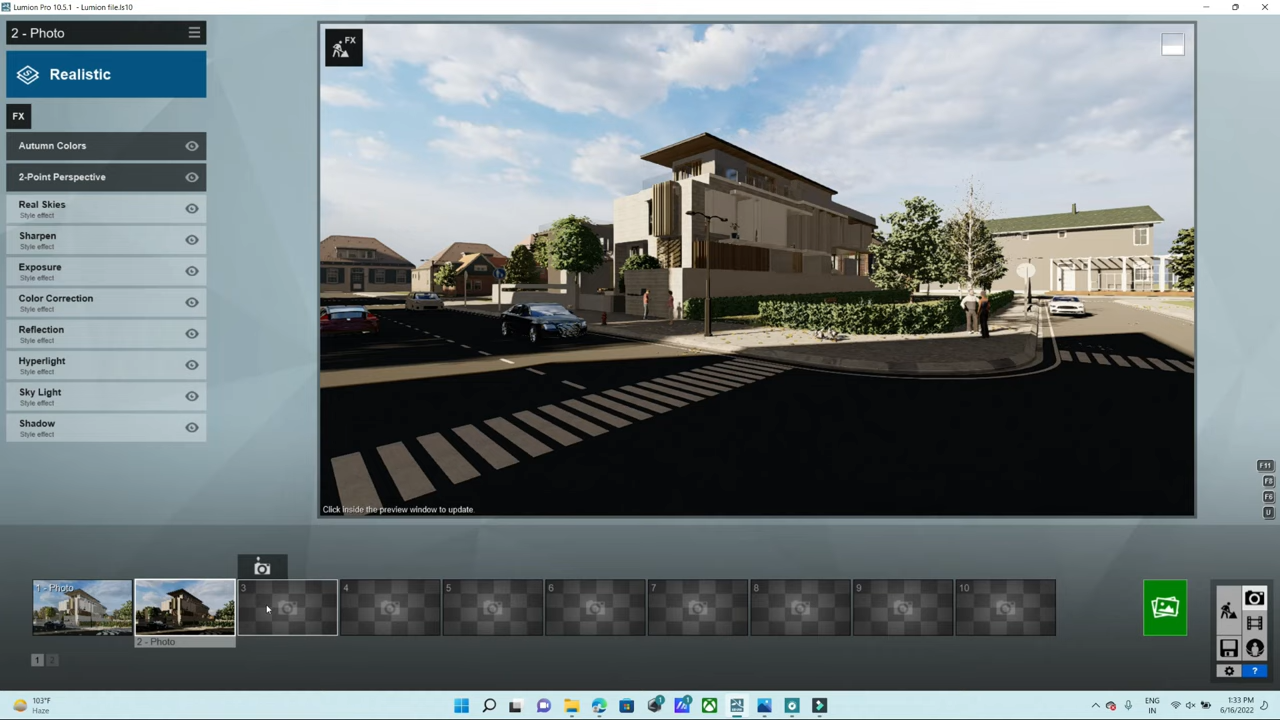 Lumion Pro 10.5.1 - Lumion file.ls10
2 - Photo
Realistic
FX
Autumn Colors
2-Point Perspective
Real Skies
Style effect
Sharpen
Style effect
Exposure
Style effect
Color Correction
Style effect
Reflection
Style effect
Hyperlight
Style effect
Sky Light
Style effect
Shadow
Style effect
FX
Click inside the preview window to update
F11
F8
F6
U
1 - Photo
2 - Photo
3
4
5
6
7
8
9
10
1 2
?
103°F
Haze
ENG
IN
1:33 PM
6/16/2022